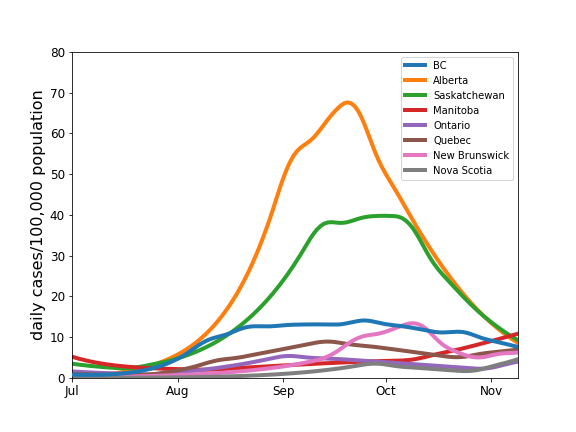 80
70
60
50
40
30
20
10
0
daily cases/100,000 population
BC
Alberta
Saskatchewan
Manitoba
Ontario
Quebec
New Brunswick
Nova Scotia
Jul Aug Sep Oct Nov